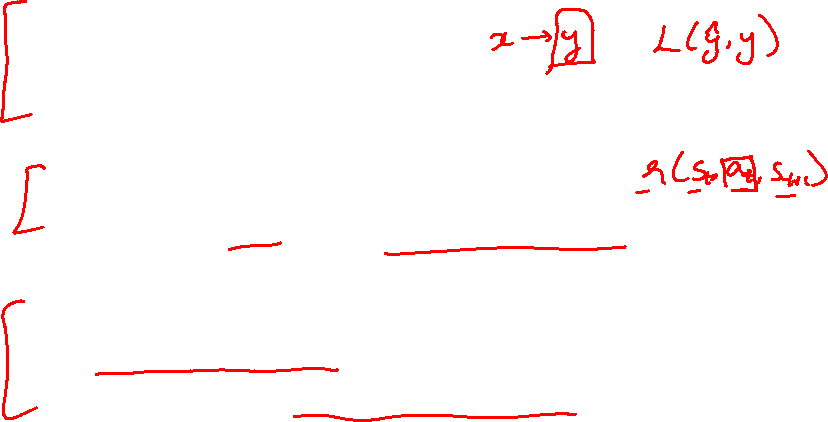 x → y L(ŷ, y)
r(sₜ, aₜ, sₜ₊₁)